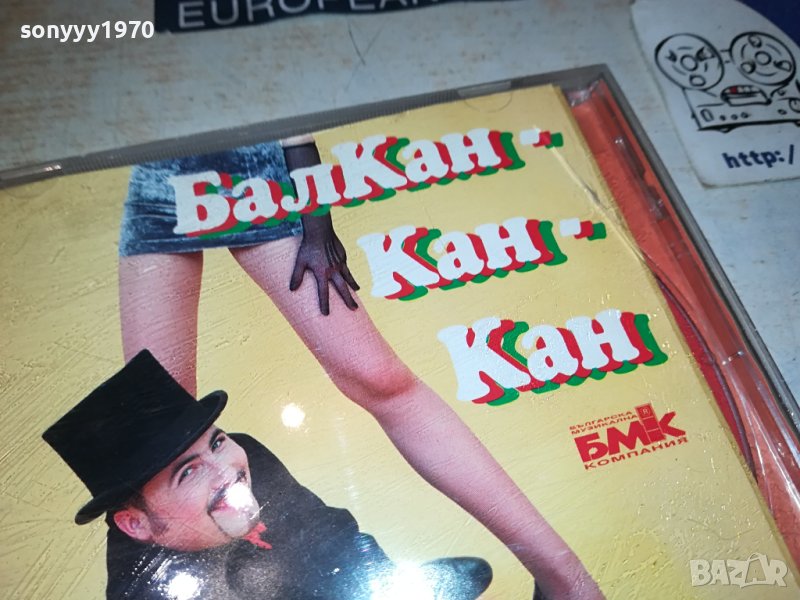 sonyyy1970
EUROPEAN
http:/
БалКан -
Кан -
Кан
БЪЛГАРСКА
МУЗИКАЛНА
R
БМК
КОМПАНИЯ
BAZAR